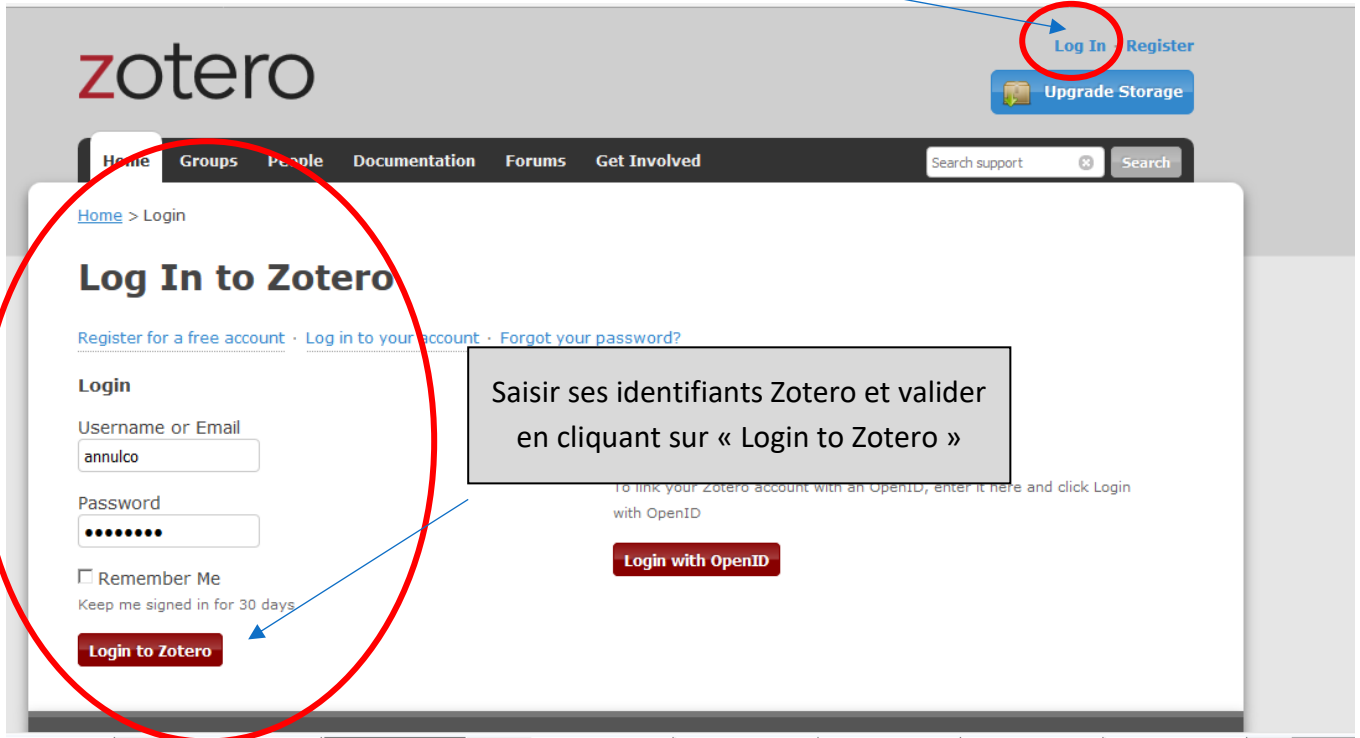 zotero
Log In · Register
Upgrade Storage
Home Groups People Documentation Forums Get Involved
Search support Search
Home > Login
Log In to Zotero
Register for a free account · Log in to your account · Forgot your password?
Login
Username or Email
annulco
Password
••••••••
Remember Me
Keep me signed in for 30 days
Login to Zotero
Saisir ses identifiants Zotero et valider
en cliquant sur « Login to Zotero »
To link your Zotero account with an OpenID, enter it here and click Login
with OpenID
Login with OpenID